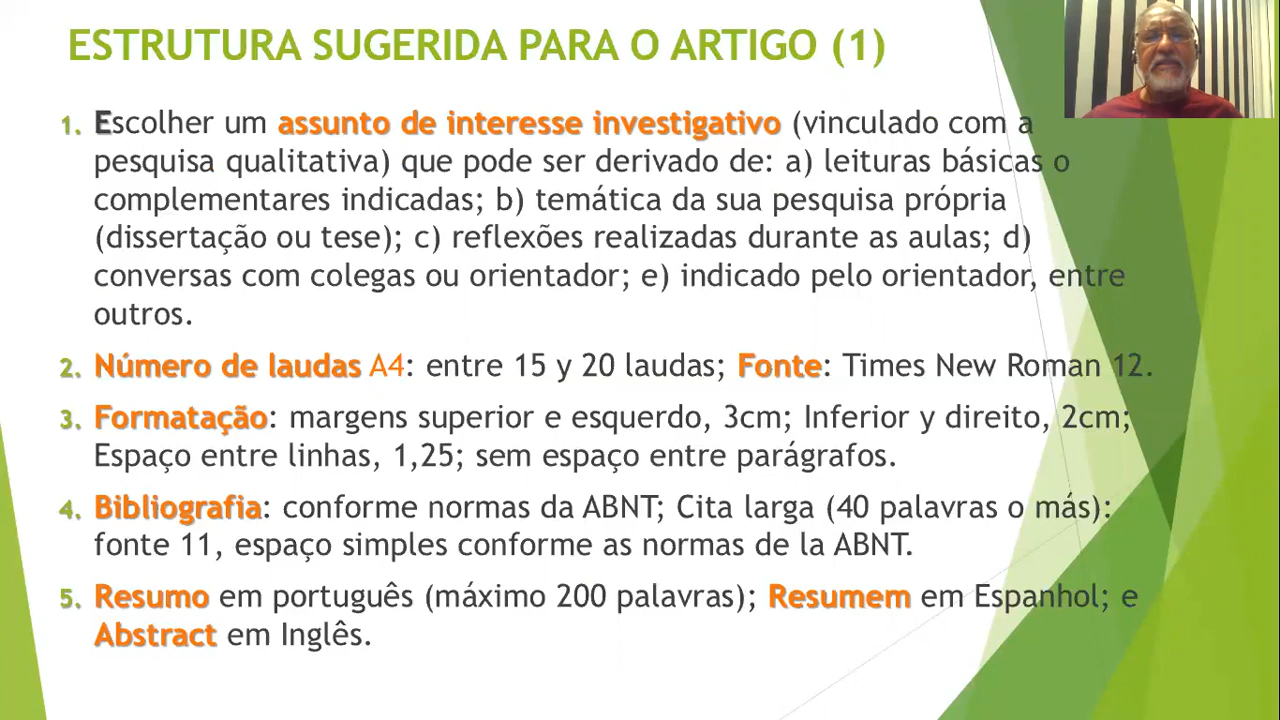 ESTRUTURA SUGERIDA PARA O ARTIGO (1)
1. Escolher um assunto de interesse investigativo (vinculado com a
pesquisa qualitativa) que pode ser derivado de: a) leituras básicas o
complementares indicadas; b) temática da sua pesquisa própria
(dissertação ou tese); c) reflexões realizadas durante as aulas; d)
conversas com colegas ou orientador; e) indicado pelo orientador, entre
outros.
2. Número de laudas A4: entre 15 y 20 laudas; Fonte: Times New Roman 12.
3. Formatação: margens superior e esquerdo, 3cm; Inferior y direito, 2cm;
Espaço entre linhas, 1,25; sem espaço entre parágrafos.
4. Bibliografia: conforme normas da ABNT; Cita larga (40 palavras o más):
fonte 11, espaço simples conforme as normas de la ABNT.
5. Resumo em português (máximo 200 palavras); Resumem em Espanhol; e
Abstract em Inglês.